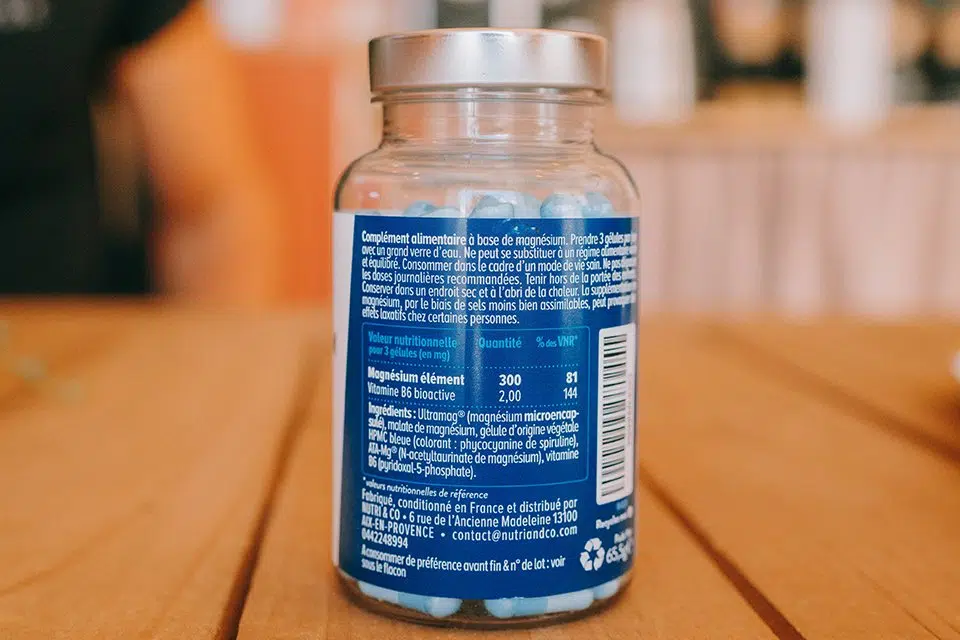 Complément alimentaire à base de magnésium. Prendre 3 gélules par
avec un grand verre d'eau. Ne peut se substituer à un régime alimentaire
et équilibré. Consommer dans le cadre d'un mode de vie sain. Ne pas
les doses journalières recommandées. Tenir hors de la portée des
Conserver dans un endroit sec et à l'abri de la chaleur. La supplémentation
magnésium, par le biais de sels moins bien assimilables, peut provoquer
effets laxatifs chez certaines personnes.
Valeur nutritionnelle Quantité % des VNR*
pour 3 gélules (en mg)
Magnésium élément 300 81
Vitamine B6 bioactive 2,00 144
Ingrédients : Ultramag® (magnésium microencap-
sulé), malate de magnésium, gélule d'origine végétale
HPMC bleue (colorant : phycocyanine de spiruline),
ATA-Mg® (N-acetyltaurinate de magnésium), vitamine
B6 (pyridoxal-5-phosphate).
*valeurs nutritionnelles de référence
Fabriqué, conditionné en France et distribué par
NUTRI & CO • 6 rue de l'Ancienne Madeleine 13100
AIX-EN-PROVENCE • contact@nutriandco.com
0442248994
A consommer de préférence avant fin & n° de lot : voir
sous le flacon
65.5g